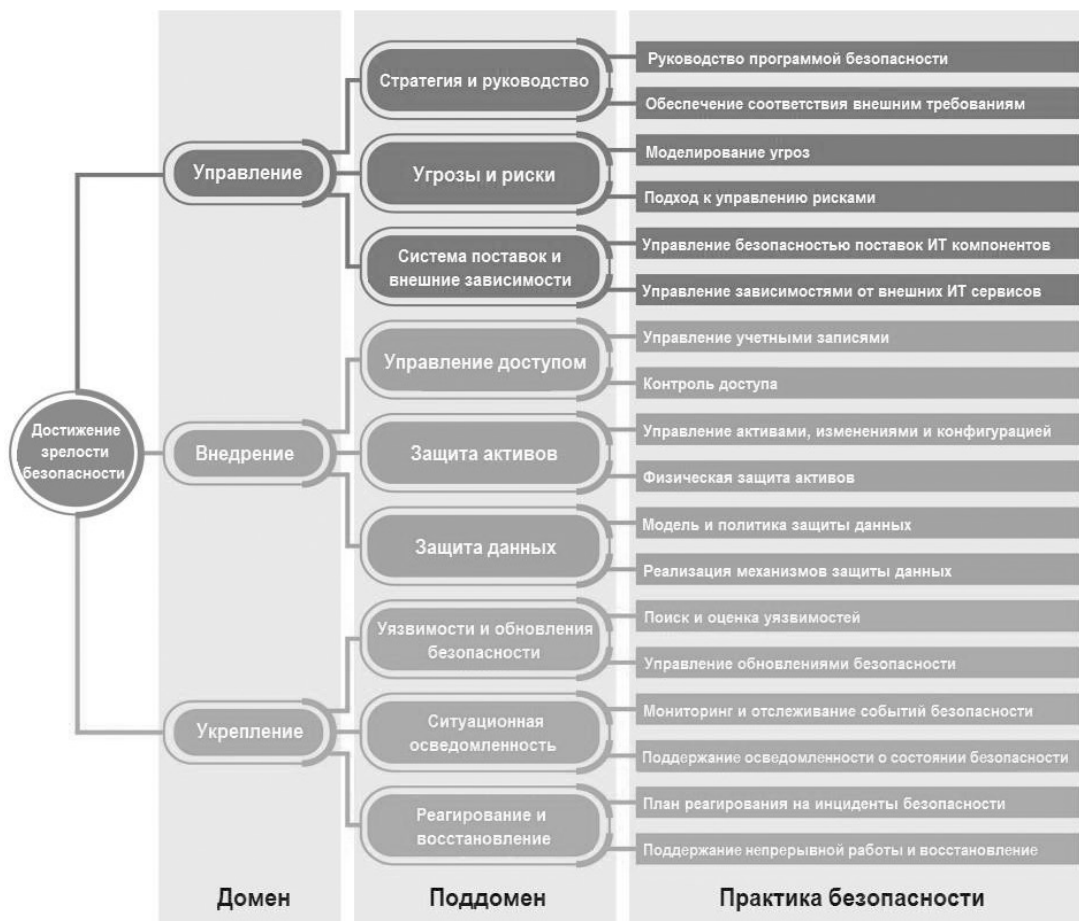 Достижение
зрелости
безопасности
Управление
Стратегия и руководство
Руководство программой безопасности
Обеспечение соответствия внешним требованиям
Угрозы и риски
Моделирование угроз
Подход к управлению рисками
Система поставок и
внешние зависимости
Управление безопасностью поставок ИТ компонентов
Управление зависимостями от внешних ИТ сервисов
Внедрение
Управление доступом
Управление учетными записями
Контроль доступа
Защита активов
Управление активами, изменениями и конфигурацией
Физическая защита активов
Защита данных
Модель и политика защиты данных
Реализация механизмов защиты данных
Укрепление
Уязвимости и обновления
безопасности
Поиск и оценка уязвимостей
Управление обновлениями безопасности
Ситуационная
осведомленность
Мониторинг и отслеживание событий безопасности
Поддержание осведомленности о состоянии безопасности
Реагирование и
восстановление
План реагирования на инциденты безопасности
Поддержание непрерывной работы и восстановление
Домен
Поддомен
Практика безопасности